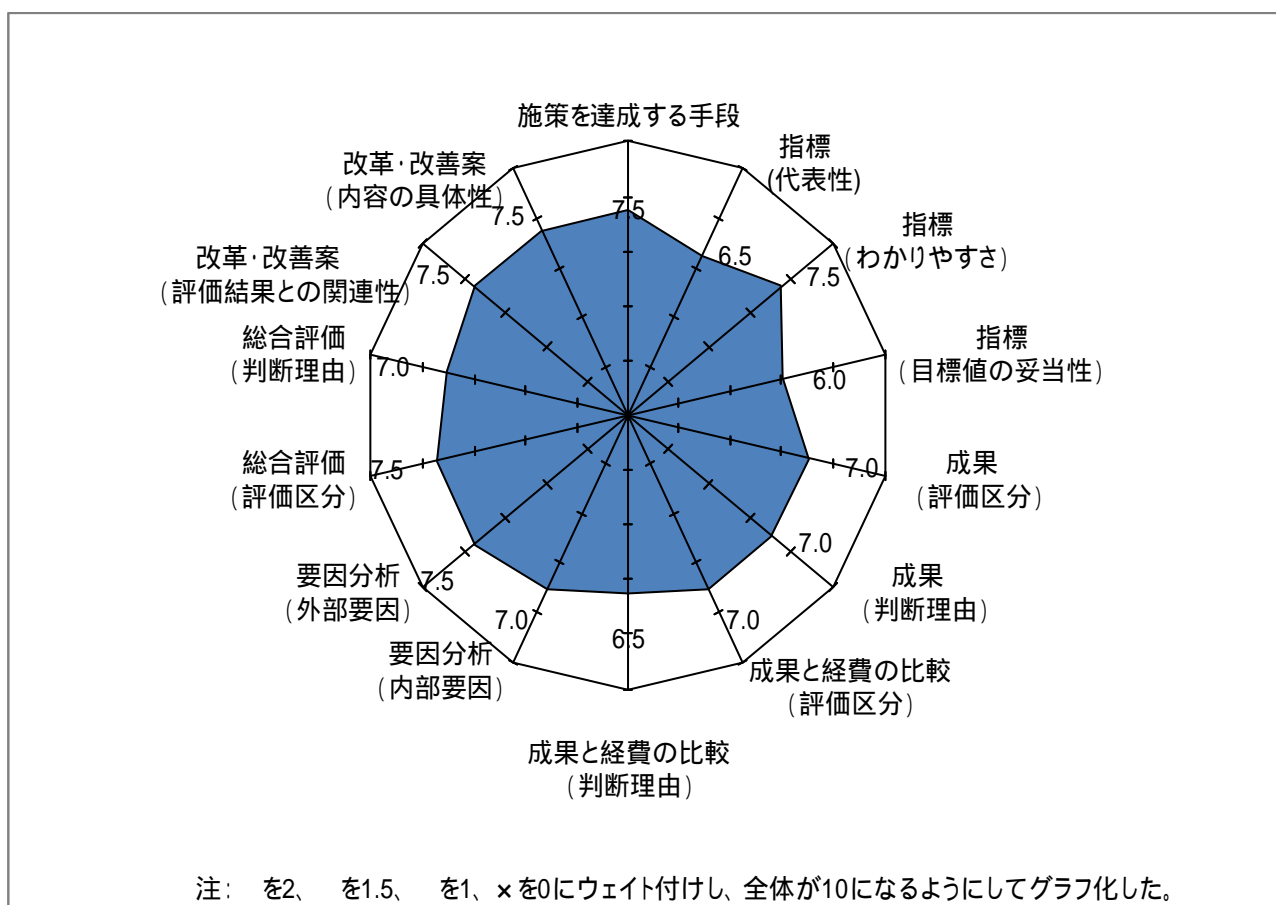 施策を達成する手段
7.5
指標
(代表性)
6.5
指標
(わかりやすさ)
7.5
指標
(目標値の妥当性)
6.0
成果
(評価区分)
7.0
成果
(判断理由)
7.0
成果と経費の比較
(評価区分)
7.0
成果と経費の比較
(判断理由)
6.5
要因分析
(内部要因)
7.0
要因分析
(外部要因)
7.5
総合評価
(評価区分)
7.5
総合評価
(判断理由)
7.0
改革・改善案
(評価結果との関連性)
7.5
改革・改善案
(内容の具体性)
7.5
注： を2、 を1.5、 を1、×を0にウェイト付けし、全体が10になるようにしてグラフ化した。